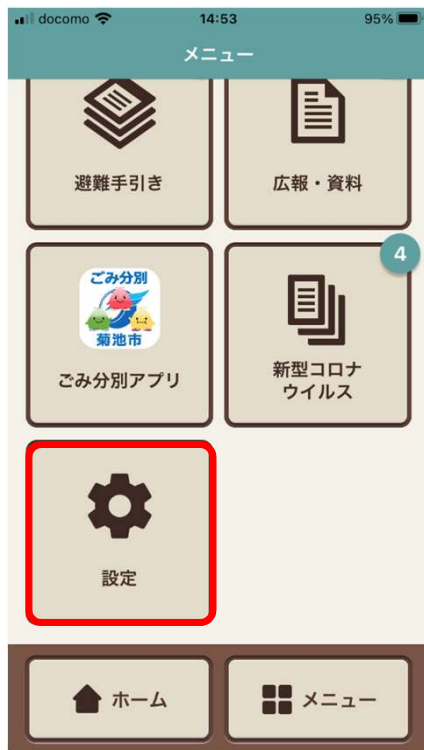 docomo 14:53 95%
メニュー
避難手引き
広報・資料
4
ごみ分別
菊池市
ごみ分別アプリ
新型コロナ
ウイルス
設定
ホーム
メニュー